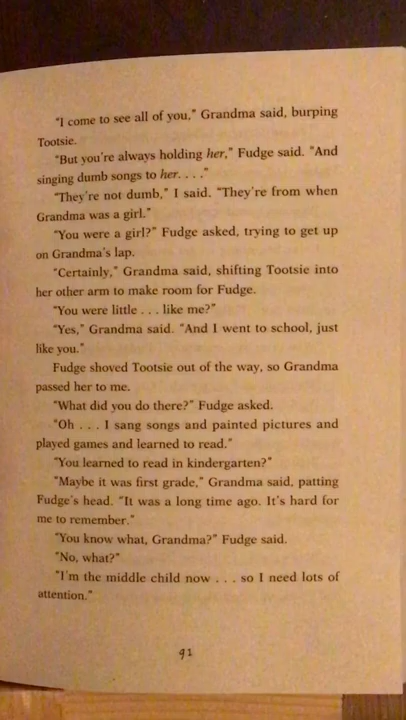 "I come to see all of you," Grandma said, burping
Tootsie.
"But you're always holding her," Fudge said. "And
singing dumb songs to her. . . ."
"They're not dumb," I said. "They're from when
Grandma was a girl."
"You were a girl?" Fudge asked, trying to get up
on Grandma's lap.
"Certainly," Grandma said, shifting Tootsie into
her other arm to make room for Fudge.
"You were little . . . like me?"
"Yes," Grandma said. "And I went to school, just
like you."
Fudge shoved Tootsie out of the way, so Grandma
passed her to me.
"What did you do there?" Fudge asked.
"Oh . . . I sang songs and painted pictures and
played games and learned to read."
"You learned to read in kindergarten?"
"Maybe it was first grade," Grandma said, patting
Fudge's head. "It was a long time ago. It's hard for
me to remember."
"You know what, Grandma?" Fudge said.
"No, what?"
"I'm the middle child now . . . so I need lots of
attention."
91